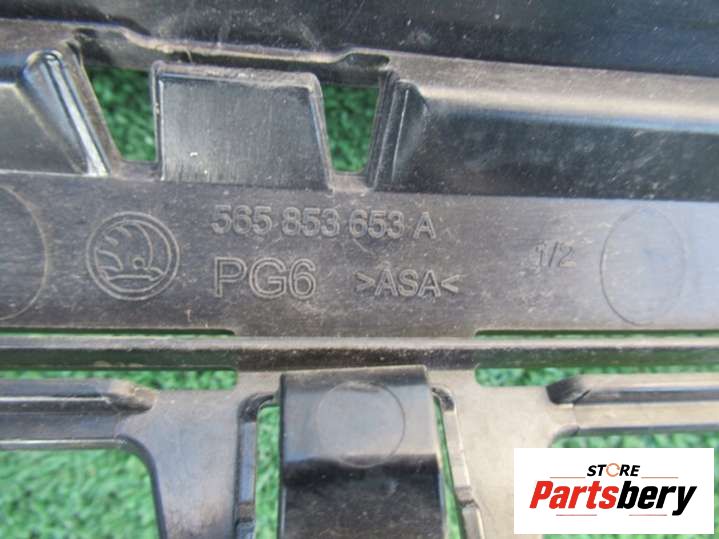 565 853 653 A
PG6 >ASA<
1/2
STORE
Partsbery